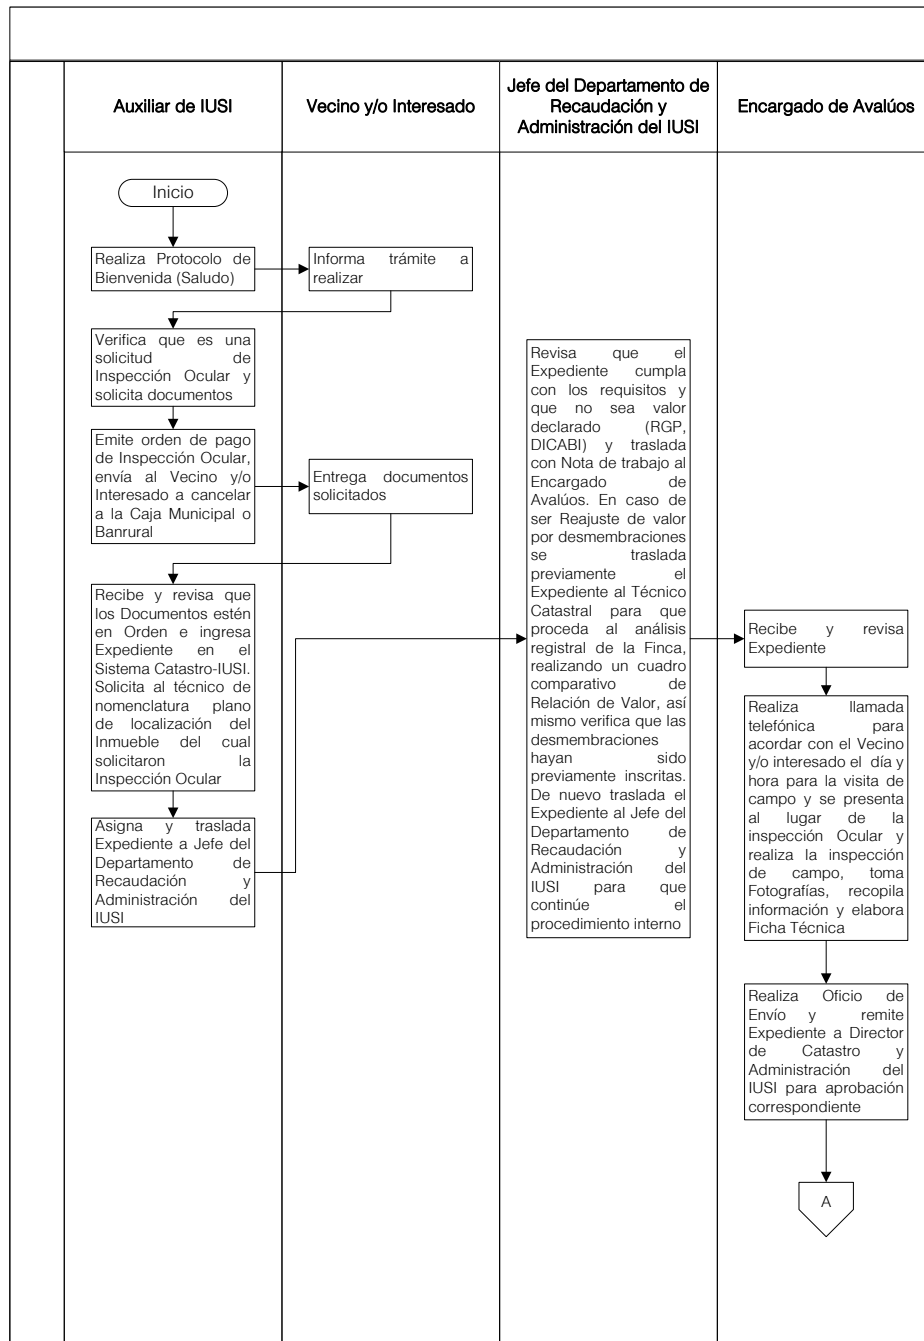 Auxiliar de IUSI
Vecino y/o Interesado
Jefe del Departamento de
Recaudación y
Administración del IUSI
Encargado de Avalúos
Inicio
Realiza Protocolo de
Bienvenida (Saludo)
Informa trámite a
realizar
Verifica que es una
solicitud de
Inspección Ocular y
solicita documentos
Emite orden de pago
de Inspección Ocular,
envía al Vecino y/o
Interesado a cancelar
a la Caja Municipal o
Banrural
Entrega documentos
solicitados
Recibe y revisa que
los Documentos estén
en Orden e ingresa
Expediente en el
Sistema Catastro-IUSI.
Solicita al técnico de
nomenclatura plano
de localización del
Inmueble del cual
solicitaron la
Inspección Ocular
Asigna y traslada
Expediente a Jefe del
Departamento de
Recaudación y
Administración del
IUSI
Revisa que el
Expediente cumpla
con los requisitos y
que no sea valor
declarado (RGP,
DICABI) y traslada
con Nota de trabajo al
Encargado de
Avalúos. En caso de
ser Reajuste de valor
por desmembraciones
se traslada
previamente el
Expediente al Técnico
Catastral para que
proceda al análisis
registral de la Finca,
realizando un cuadro
comparativo de
Relación de Valor, así
mismo verifica que las
desmembraciones
hayan sido
previamente inscritas.
De nuevo traslada el
Expediente al Jefe del
Departamento de
Recaudación y
Administración del
IUSI para que
continúe el
procedimiento interno
Recibe y revisa
Expediente
Realiza llamada
telefónica para
acordar con el Vecino
y/o interesado el día y
hora para la visita de
campo y se presenta
al lugar de la
inspección Ocular y
realiza la inspección
de campo, toma
Fotografías, recopila
información y elabora
Ficha Técnica
Realiza Oficio de
Envío y remite
Expediente a Director
de Catastro y
Administración del
IUSI para aprobación
correspondiente
A